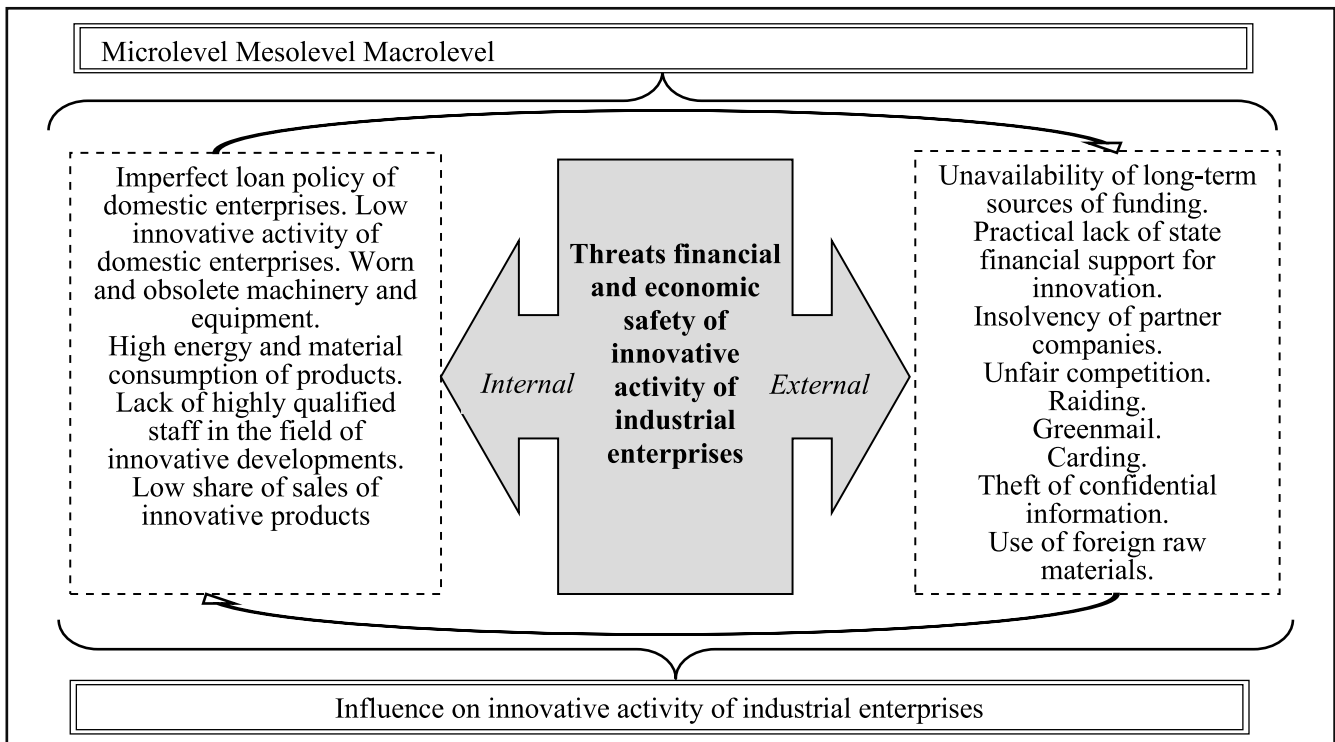 Microlevel Mesolevel Macrolevel
Imperfect loan policy of
domestic enterprises. Low
innovative activity of
domestic enterprises. Worn
and obsolete machinery and
equipment.
High energy and material
consumption of products.
Lack of highly qualified
staff in the field of
innovative developments.
Low share of sales of
innovative products
Internal
Threats financial
and economic
safety of
innovative
activity of
industrial
enterprises
External
Unavailability of long-term
sources of funding.
Practical lack of state
financial support for
innovation.
Insolvency of partner
companies.
Unfair competition.
Raiding.
Greenmail.
Carding.
Theft of confidential
information.
Use of foreign raw
materials.
Influence on innovative activity of industrial enterprises